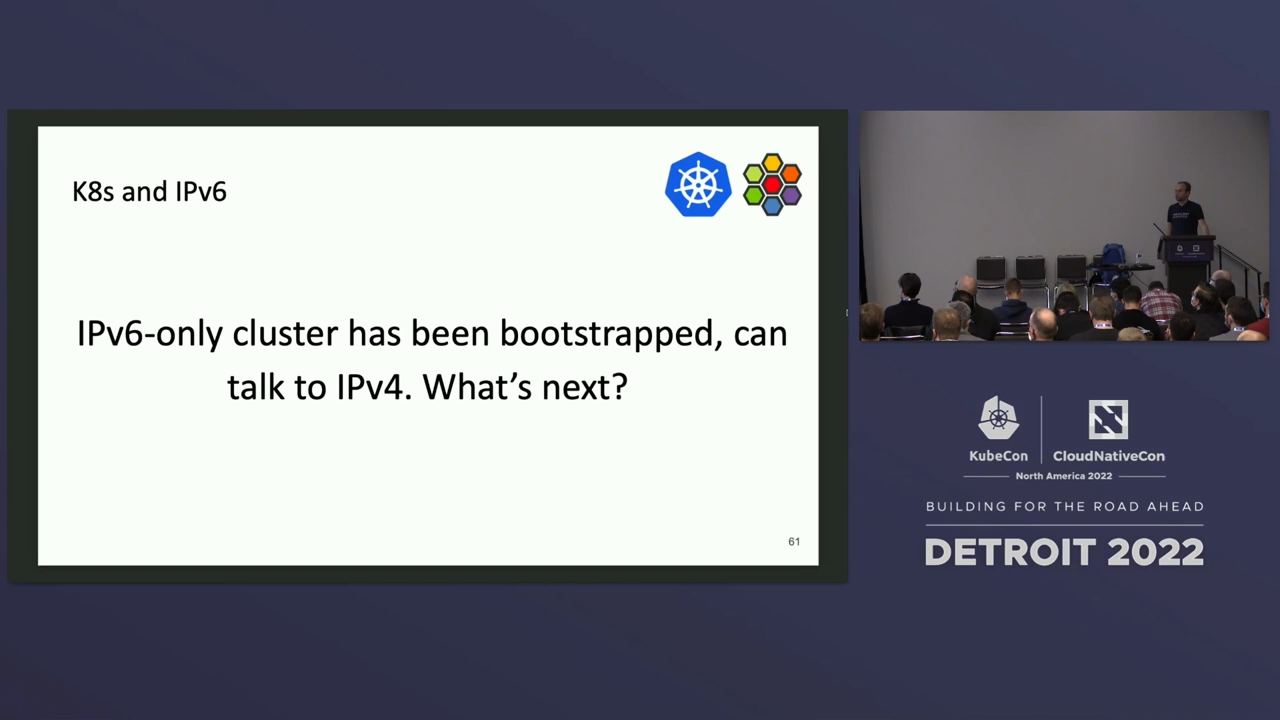 K8s and IPv6
IPv6-only cluster has been bootstrapped, can
talk to IPv4. What's next?
61
KubeCon
CloudNativeCon
North America 2022
BUILDING FOR THE ROAD AHEAD
DETROIT 2022